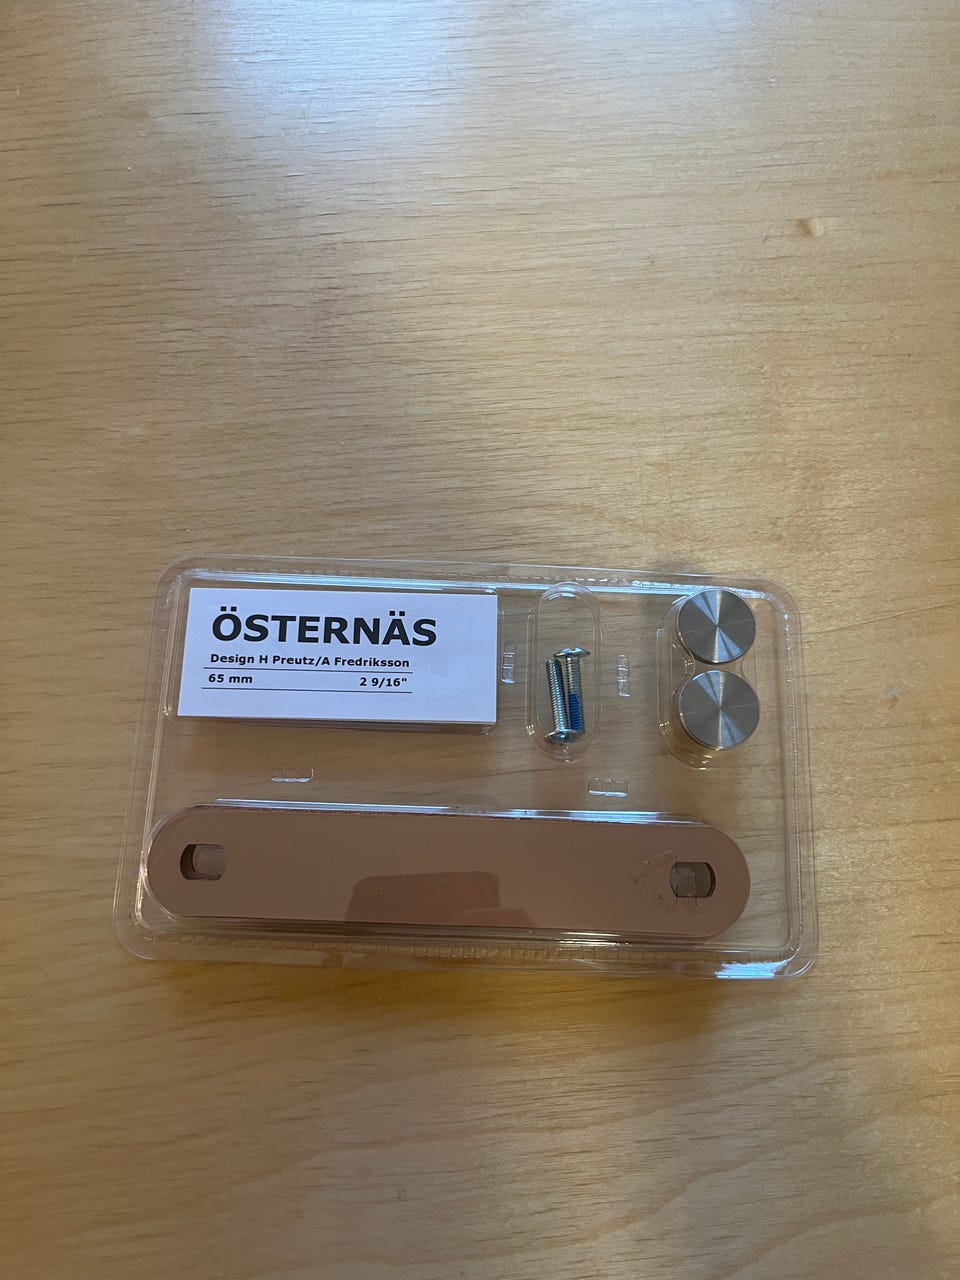 ÖSTERNÄS
Design H Preutz/A Fredriksson
65 mm 2 9/16"